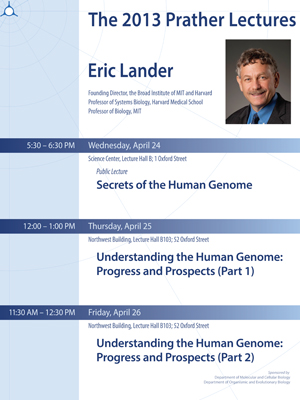 The 2013 Prather Lectures
Eric Lander
Founding Director, the Broad Institute of MIT and Harvard
Professor of Systems Biology, Harvard Medical School
Professor of Biology, MIT
5:30 – 6:30 PM Wednesday, April 24
Science Center, Lecture Hall B; 1 Oxford Street
Public Lecture
Secrets of the Human Genome
12:00 – 1:00 PM Thursday, April 25
Northwest Building, Lecture Hall B103; 52 Oxford Street
Understanding the Human Genome:
Progress and Prospects (Part 1)
11:30 AM – 12:30 PM Friday, April 26
Northwest Building, Lecture Hall B103; 52 Oxford Street
Understanding the Human Genome:
Progress and Prospects (Part 2)
Sponsored by:
Department of Molecular and Cellular Biology
Department of Organismic and Evolutionary Biology